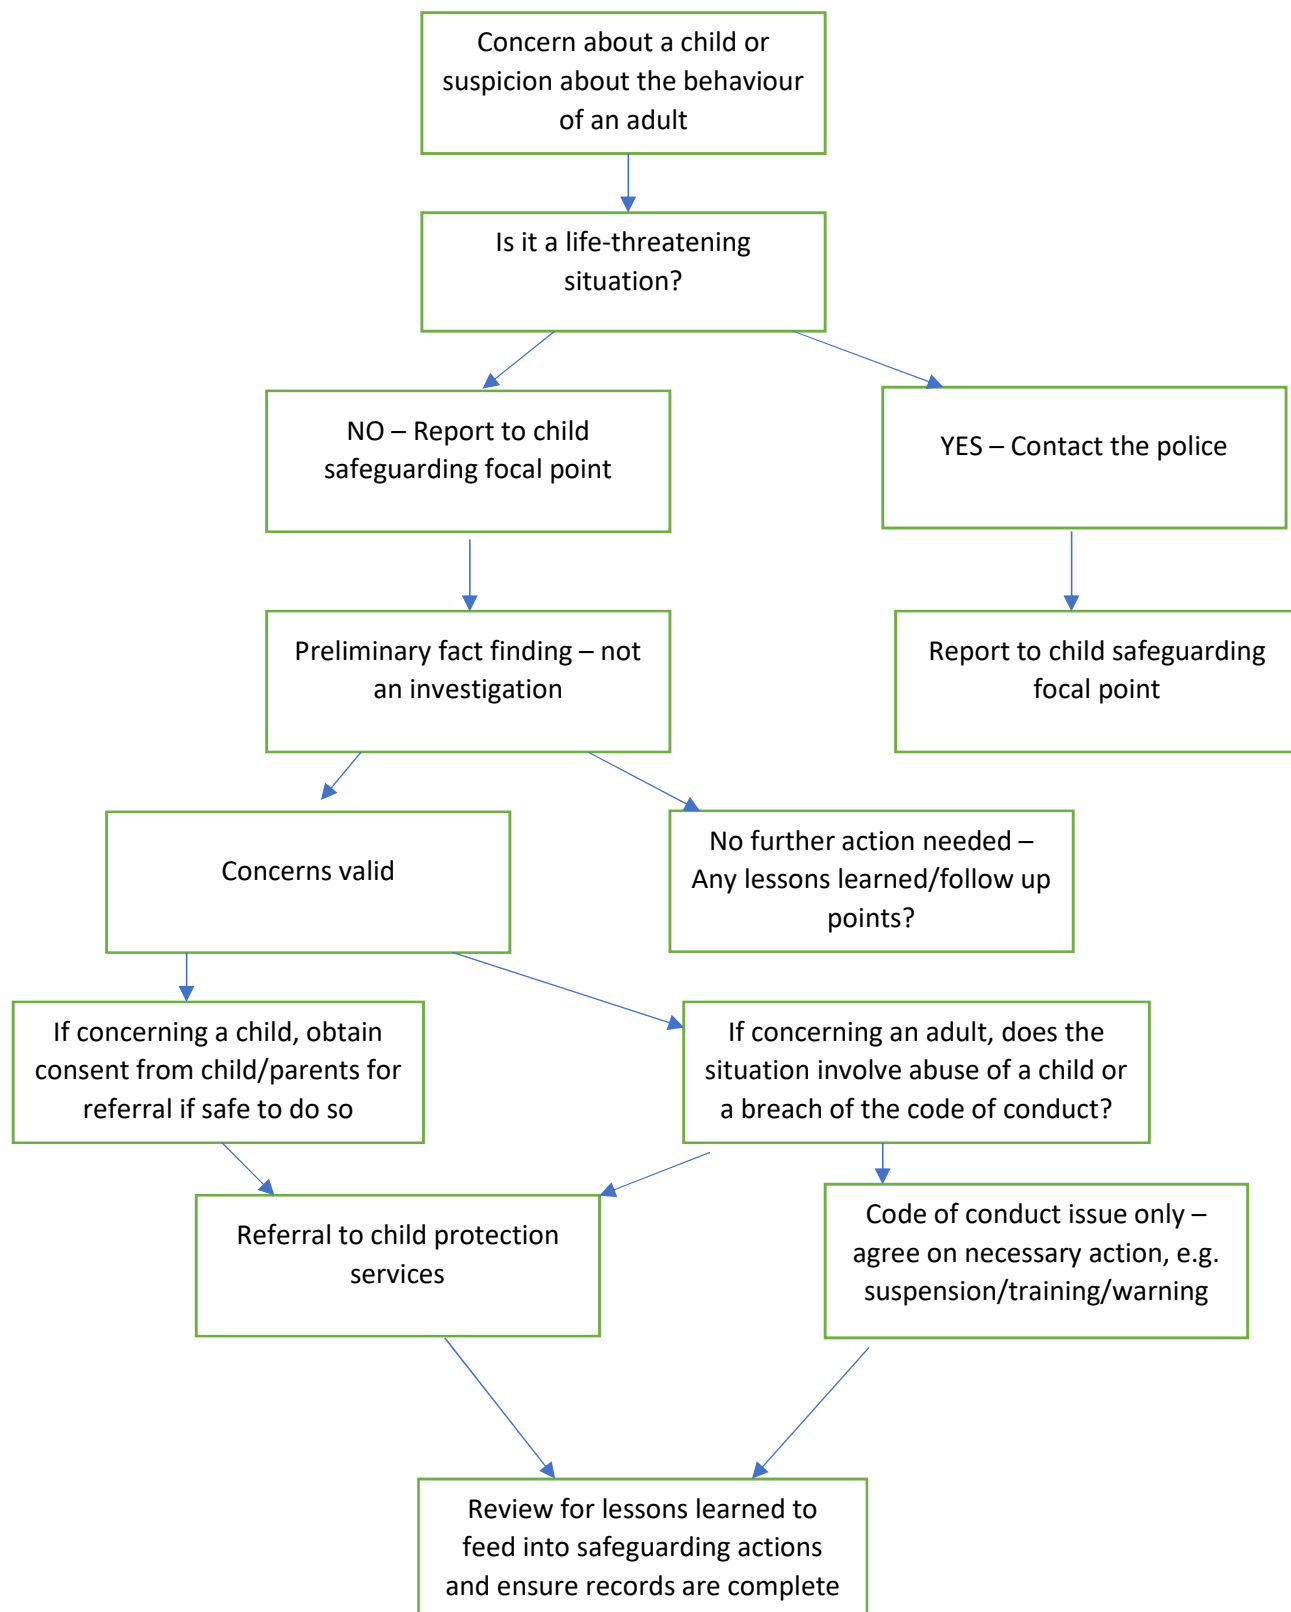 Concern about a child or
suspicion about the behaviour
of an adult
Is it a life-threatening
situation?
NO – Report to child
safeguarding focal point
YES – Contact the police
Preliminary fact finding – not
an investigation
Report to child safeguarding
focal point
Concerns valid
No further action needed –
Any lessons learned/follow up
points?
If concerning a child, obtain
consent from child/parents for
referral if safe to do so
If concerning an adult, does the
situation involve abuse of a child or
a breach of the code of conduct?
Referral to child protection
services
Code of conduct issue only –
agree on necessary action, e.g.
suspension/training/warning
Review for lessons learned to
feed into safeguarding actions
and ensure records are complete